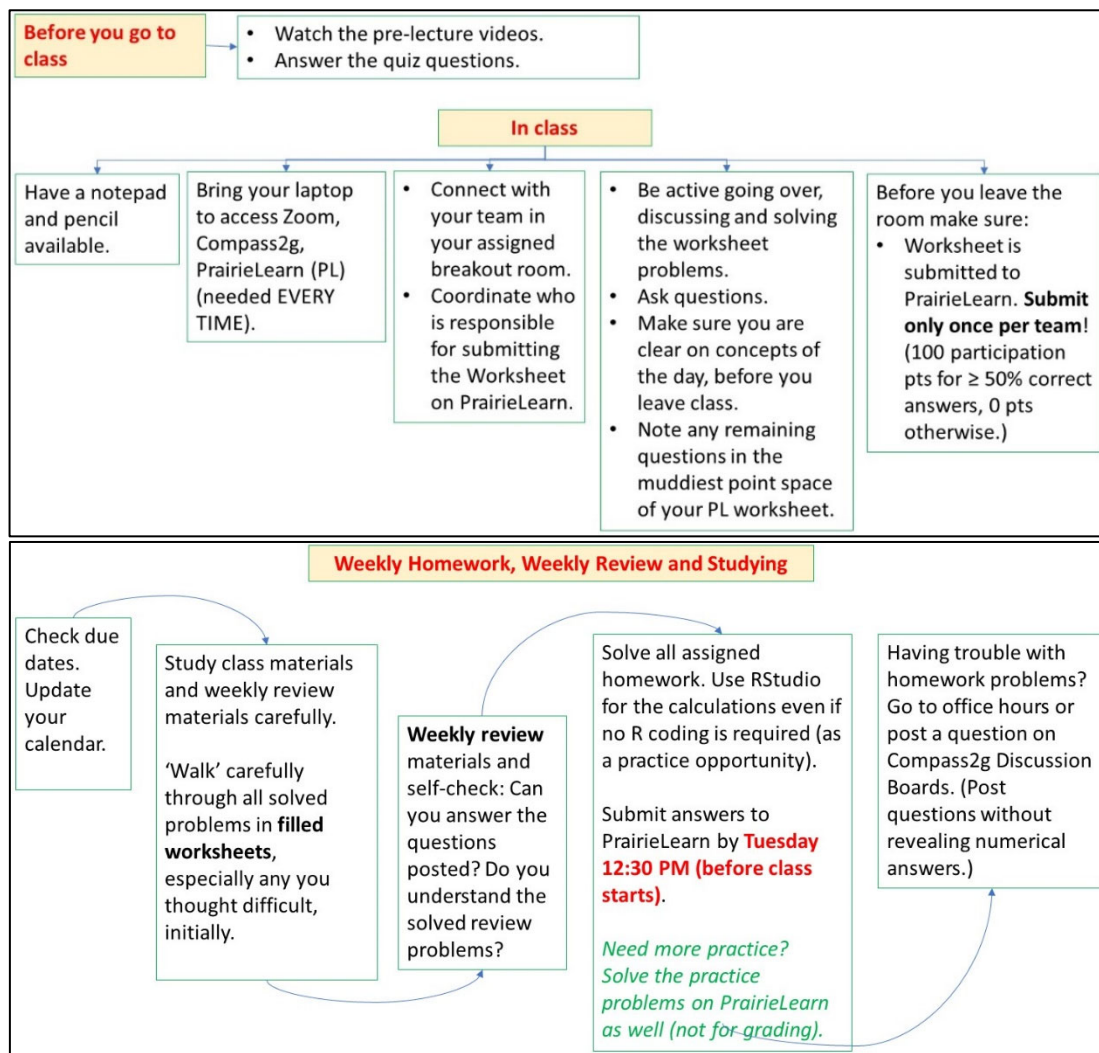 Before you go to
class
• Watch the pre-lecture videos.
• Answer the quiz questions.
In class
Have a notepad
and pencil
available.
Bring your laptop
to access Zoom,
Compass2g,
PrairieLearn (PL)
(needed EVERY
TIME).
• Connect with
your team in
your assigned
breakout room.
• Coordinate who
is responsible
for submitting
the Worksheet
on PrairieLearn.
• Be active going over,
discussing and solving
the worksheet
problems.
• Ask questions.
• Make sure you are
clear on concepts of
the day, before you
leave class.
• Note any remaining
questions in the
muddiest point space
of your PL worksheet.
Before you leave the
room make sure:
• Worksheet is
submitted to
PrairieLearn. Submit
only once per team!
(100 participation
pts for ≥ 50% correct
answers, 0 pts
otherwise.)
Weekly Homework, Weekly Review and Studying
Check due
dates.
Update
your
calendar.
Study class materials
and weekly review
materials carefully.
‘Walk’ carefully
through all solved
problems in filled
worksheets,
especially any you
thought difficult,
initially.
Weekly review
materials and
self-check: Can
you answer the
questions
posted? Do you
understand the
solved review
problems?
Solve all assigned
homework. Use RStudio
for the calculations even if
no R coding is required (as
a practice opportunity).
Submit answers to
PrairieLearn by Tuesday
12:30 PM (before class
starts).
Need more practice?
Solve the practice
problems on PrairieLearn
as well (not for grading).
Having trouble with
homework problems?
Go to office hours or
post a question on
Compass2g Discussion
Boards. (Post
questions without
revealing numerical
answers.)